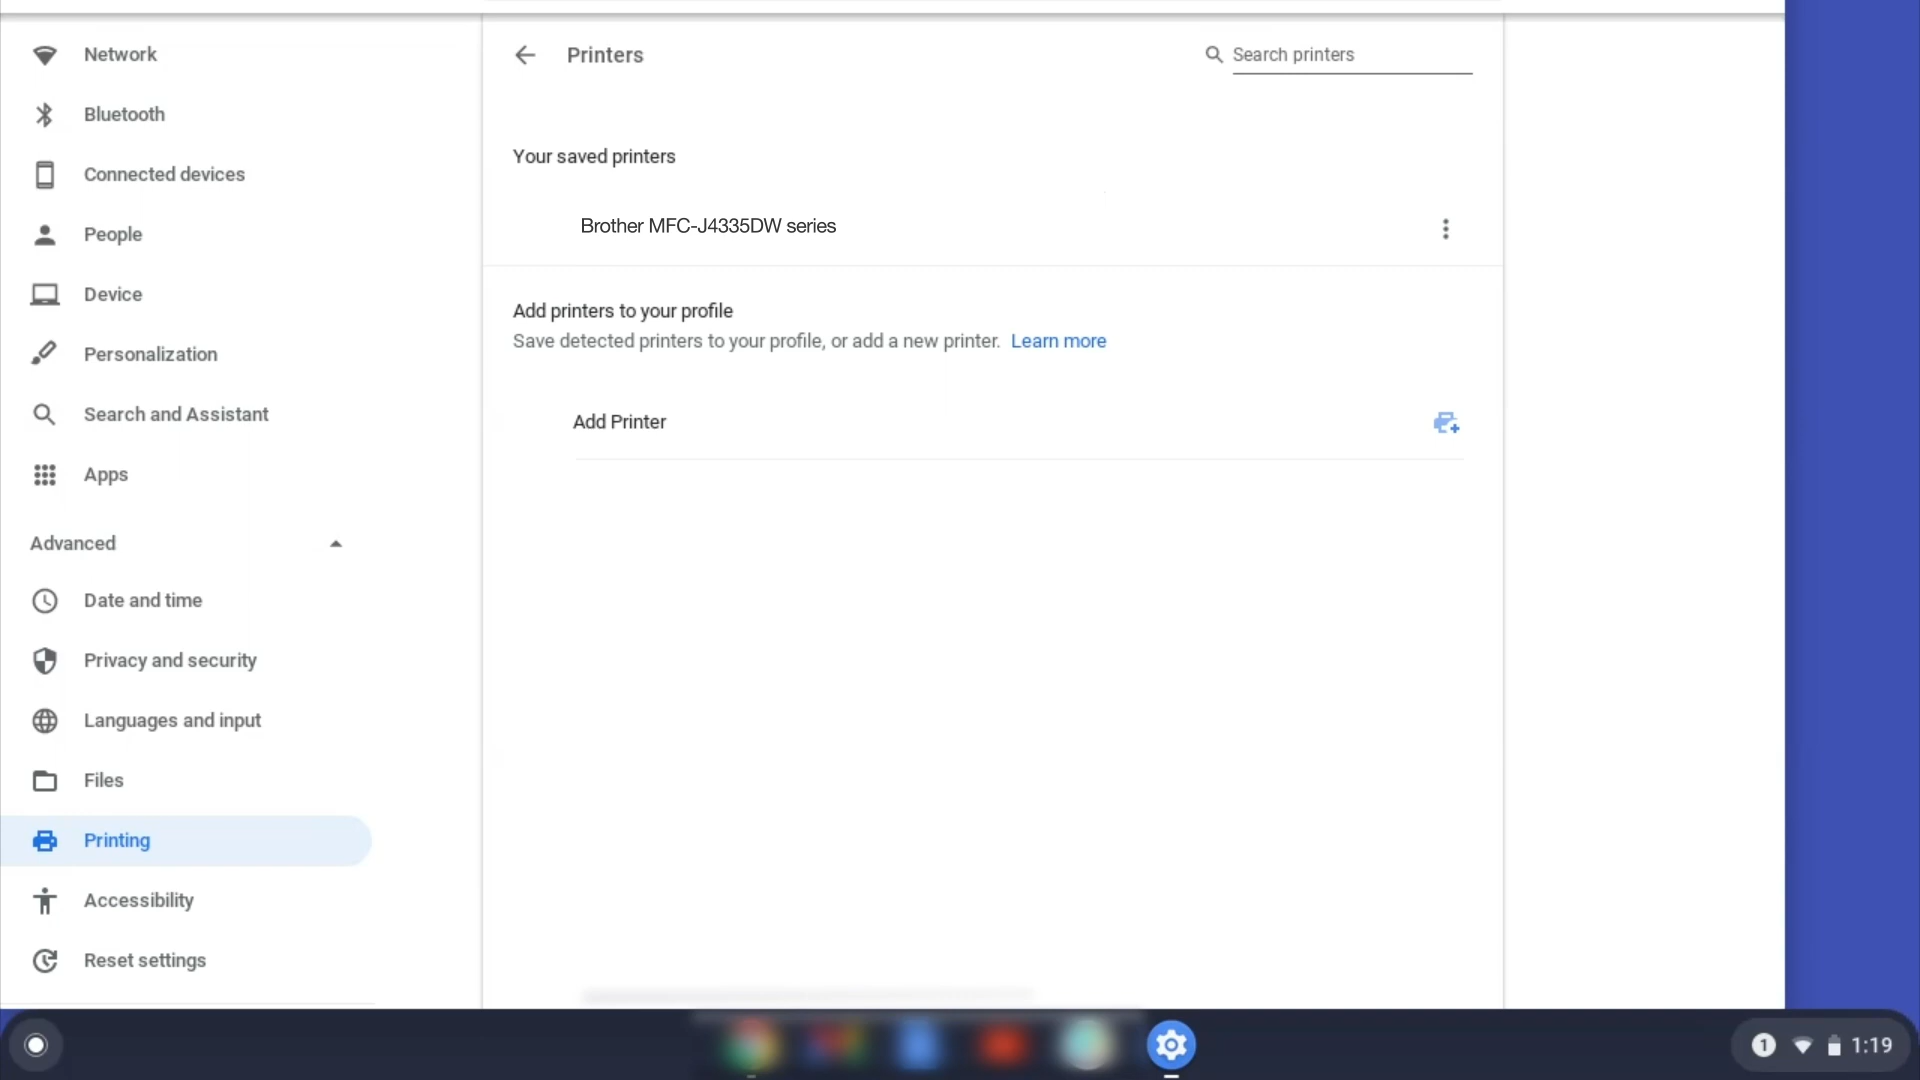 Network
Bluetooth
Connected devices
People
Device
Personalization
Search and Assistant
Apps
Advanced
Date and time
Privacy and security
Languages and input
Files
Printing
Accessibility
Reset settings
Printers
Search printers
Your saved printers
Brother MFC-J4335DW series
Add printers to your profile
Save detected printers to your profile, or add a new printer. Learn more
Add Printer
1 1:19